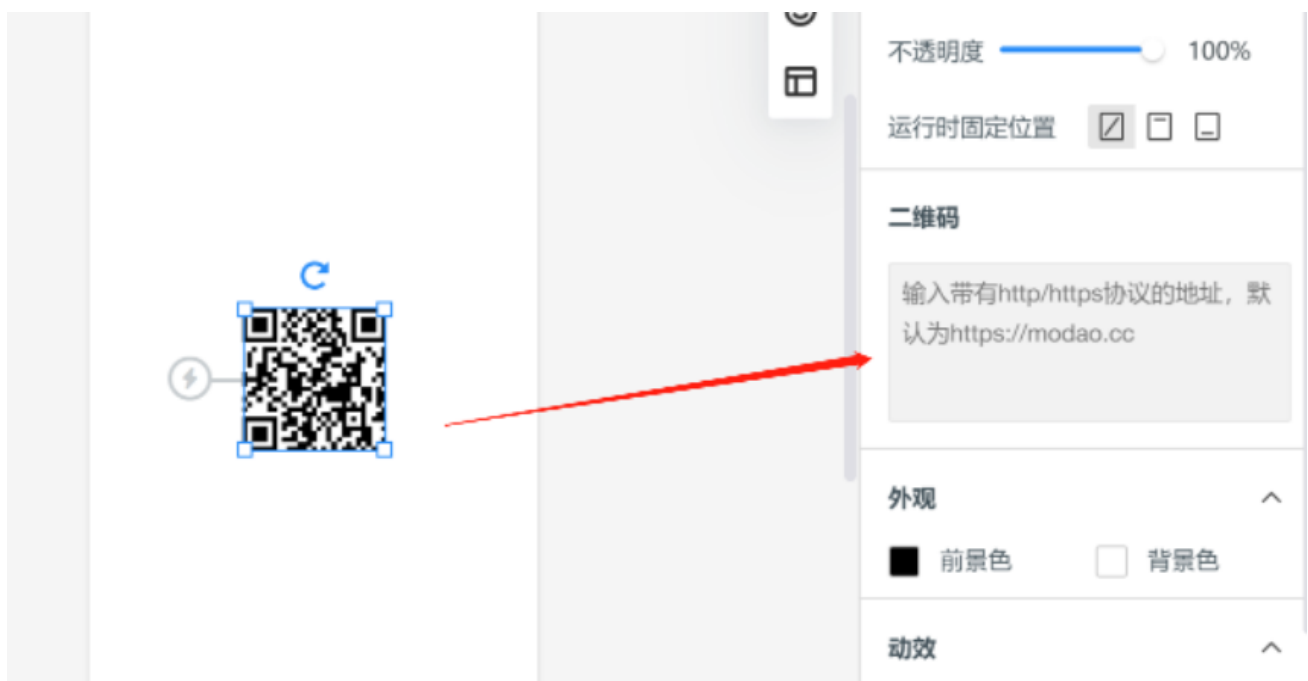 不透明度 100%
运行时固定位置
二维码
输入带有http/https协议的地址，默
认为https://modao.cc
外观
前景色 背景色
动效